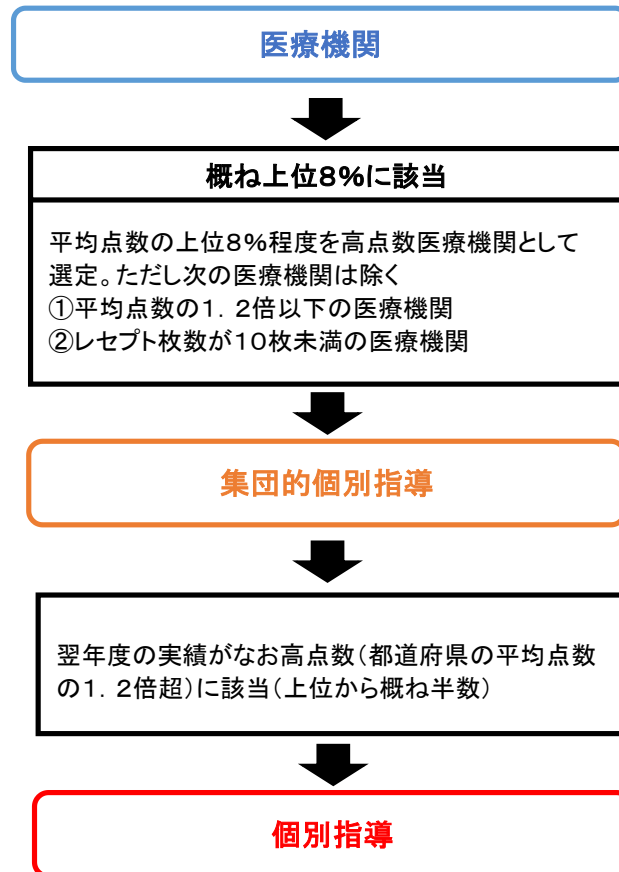 医療機関
概ね上位8%に該当
平均点数の上位8%程度を高点数医療機関として
選定。ただし次の医療機関は除く
①平均点数の1．2倍以下の医療機関
②レセプト枚数が10枚未満の医療機関
集団的個別指導
翌年度の実績がなお高点数（都道府県の平均点数
の1．2倍超）に該当（上位から概ね半数）
個別指導